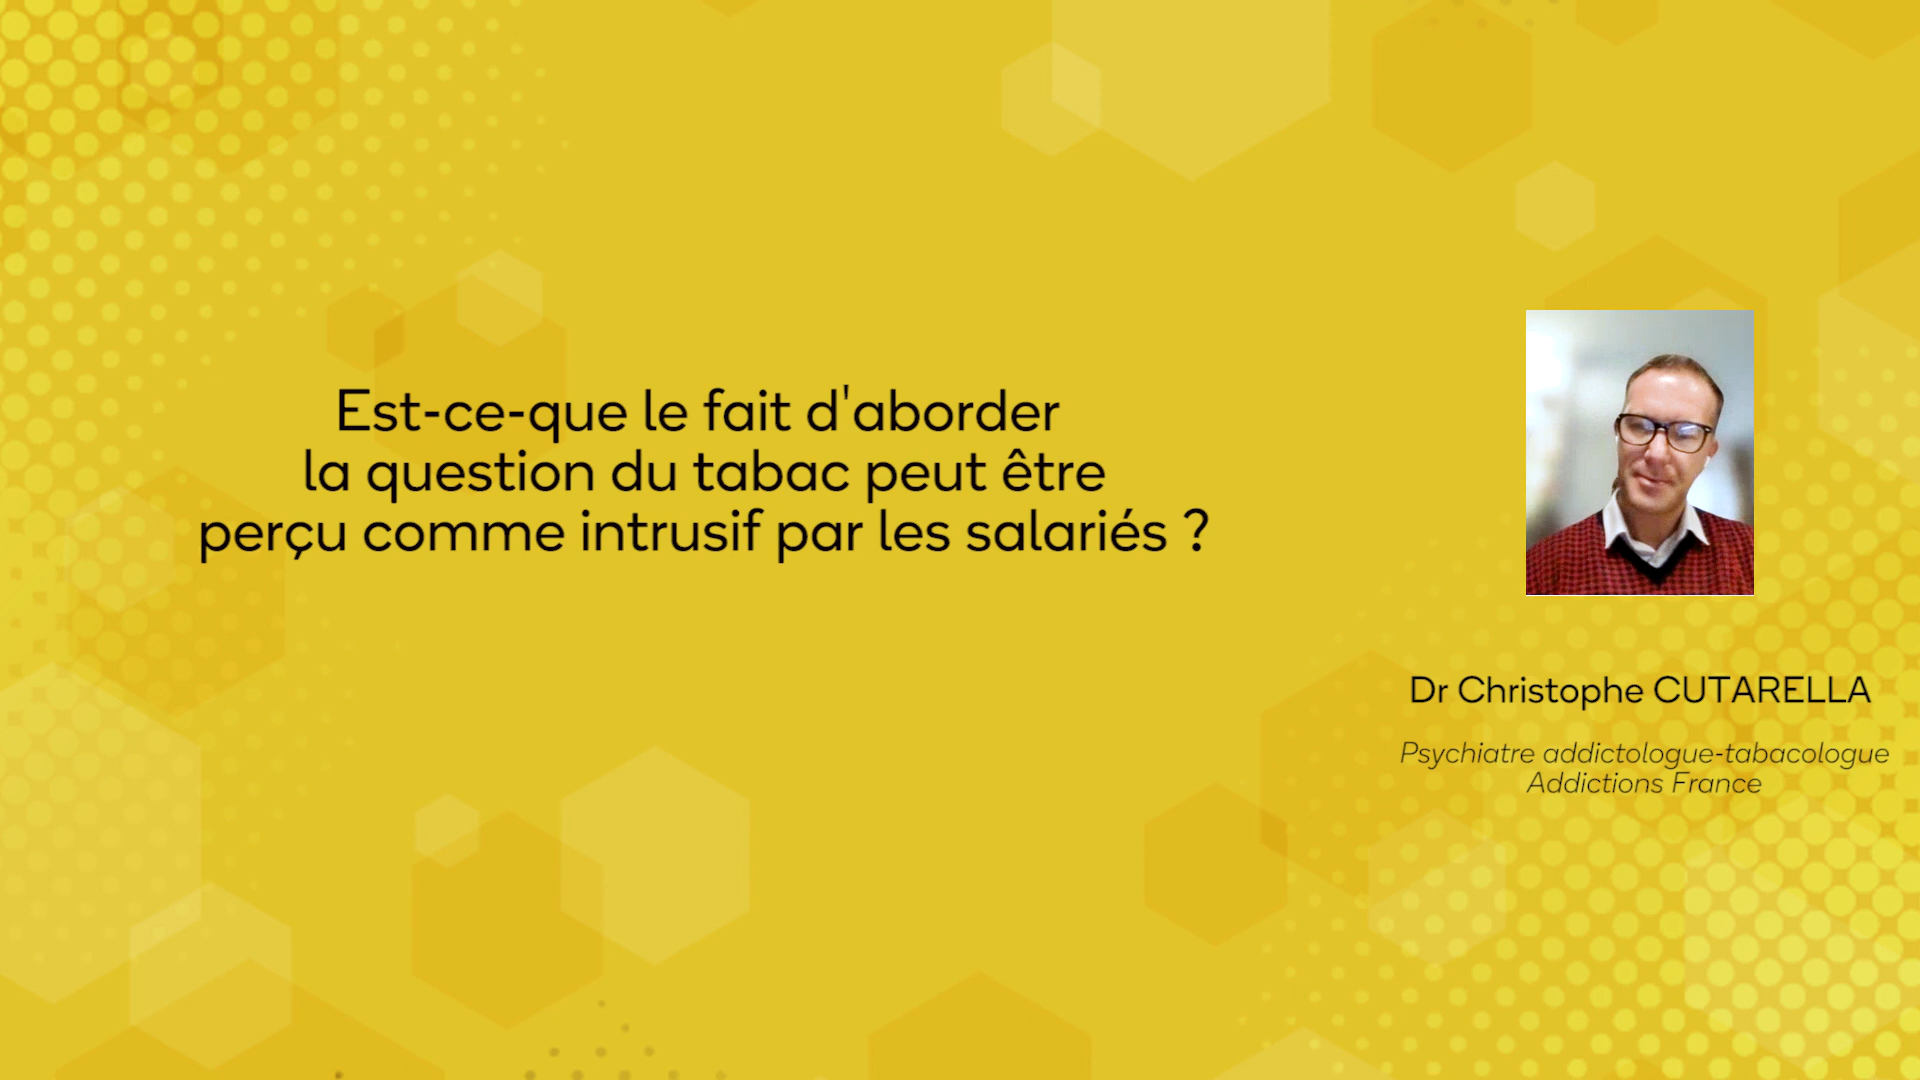 Est-ce-que le fait d'aborder
la question du tabac peut être
perçu comme intrusif par les salariés ?
Dr Christophe CUTARELLA
Psychiatre addictologue-tabacologue
Addictions France